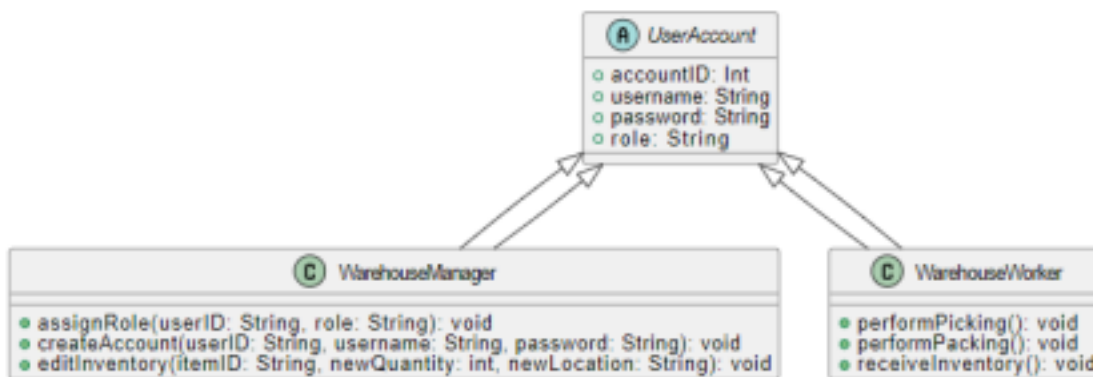 A UserAccount
accountID: Int
username: String
password: String
role: String
C WarehouseManager
assignRole(userID: String, role: String): void
createAccount(userID: String, username: String, password: String): void
editInventory(itemID: String, newQuantity: int, newLocation: String): void
C WarehouseWorker
performPicking(): void
performPacking(): void
receiveInventory(): void